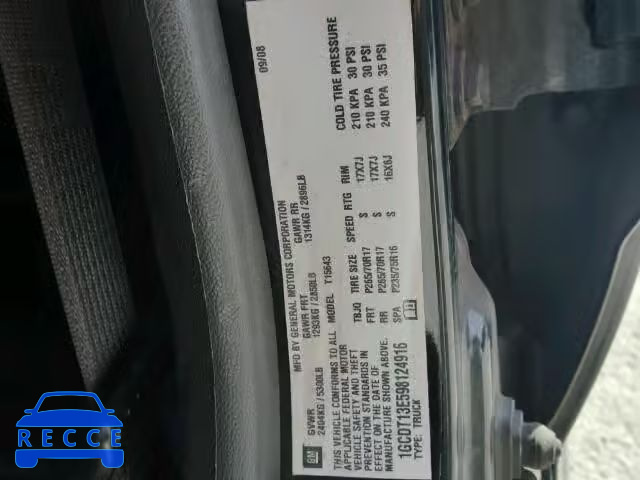 MFD BY GENERAL MOTORS CORPORATION
09/08
GVWR GAWR FRT GAWR RR
2404KG / 5300LB 1293KG / 2850LB 1314KG / 2896LB
THIS VEHICLE CONFORMS TO ALL
APPLICABLE FEDERAL MOTOR
VEHICLE SAFETY AND THEFT
PREVENTION STANDARDS IN
EFFECT ON THE DATE OF
MANUFACTURE SHOWN ABOVE.
1GCDT13E598124916
TYPE: TRUCK
MODEL T15643
COLD TIRE PRESSURE
TBJQ TIRE SIZE SPEED RTG RIM
FRT P265/70R17 S 17X7J 210 KPA 30 PSI
RR P265/70R17 S 17X7J 210 KPA 30 PSI
SPA P235/75R16 S 16X6J 240 KPA 35 PSI
GM
RECCE